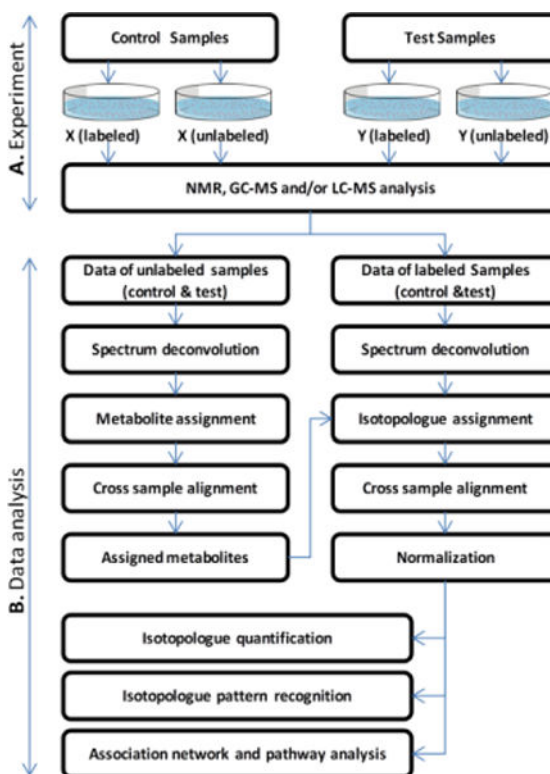 A. Experiment
Control Samples
Test Samples
X (labeled)
X (unlabeled)
Y (labeled)
Y (unlabeled)
NMR, GC-MS and/or LC-MS analysis
B. Data analysis
Data of unlabeled samples
(control & test)
Spectrum deconvolution
Metabolite assignment
Cross sample alignment
Assigned metabolites
Data of labeled Samples
(control &test)
Spectrum deconvolution
Isotopologue assignment
Cross sample alignment
Normalization
Isotopologue quantification
Isotopologue pattern recognition
Association network and pathway analysis